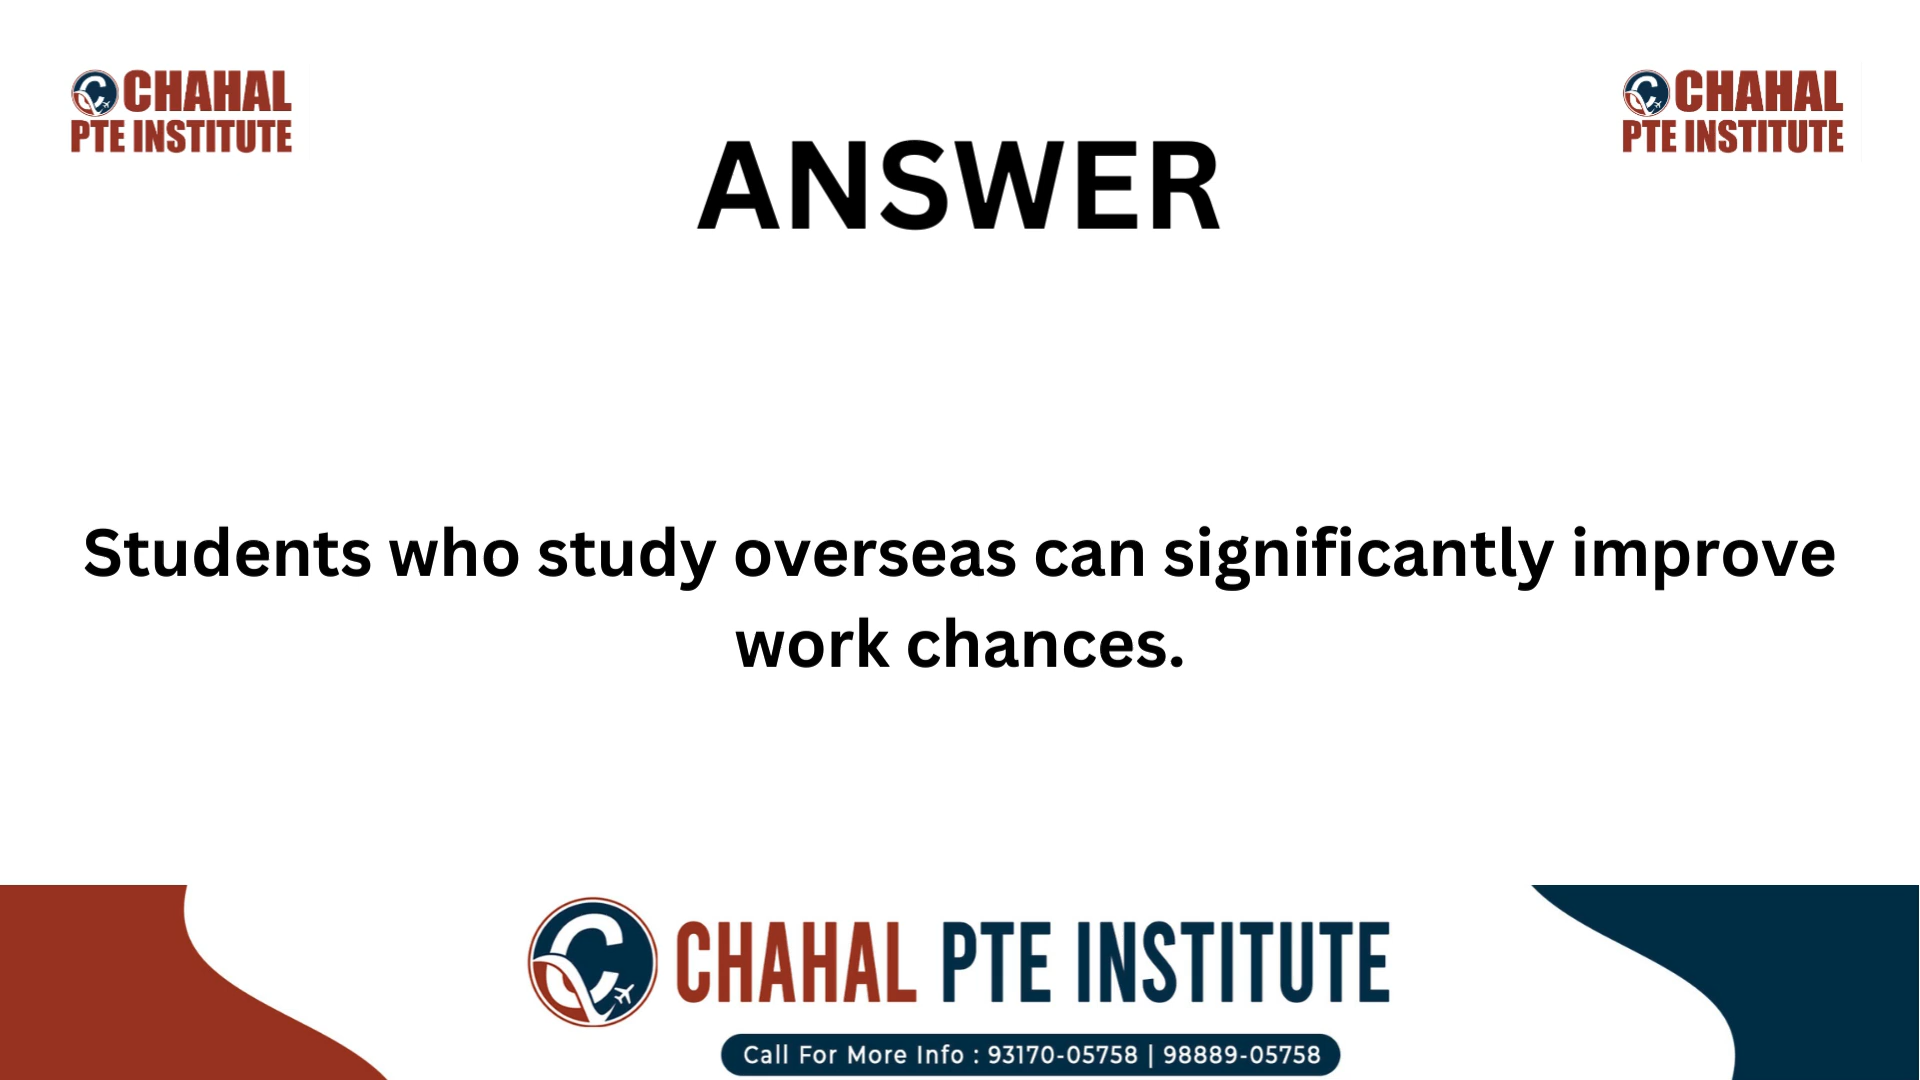 CHAHAL
PTE INSTITUTE
CHAHAL
PTE INSTITUTE
ANSWER
Students who study overseas can significantly improve
work chances.
CHAHAL PTE INSTITUTE
Call For More Info : 93170-05758 | 98889-05758